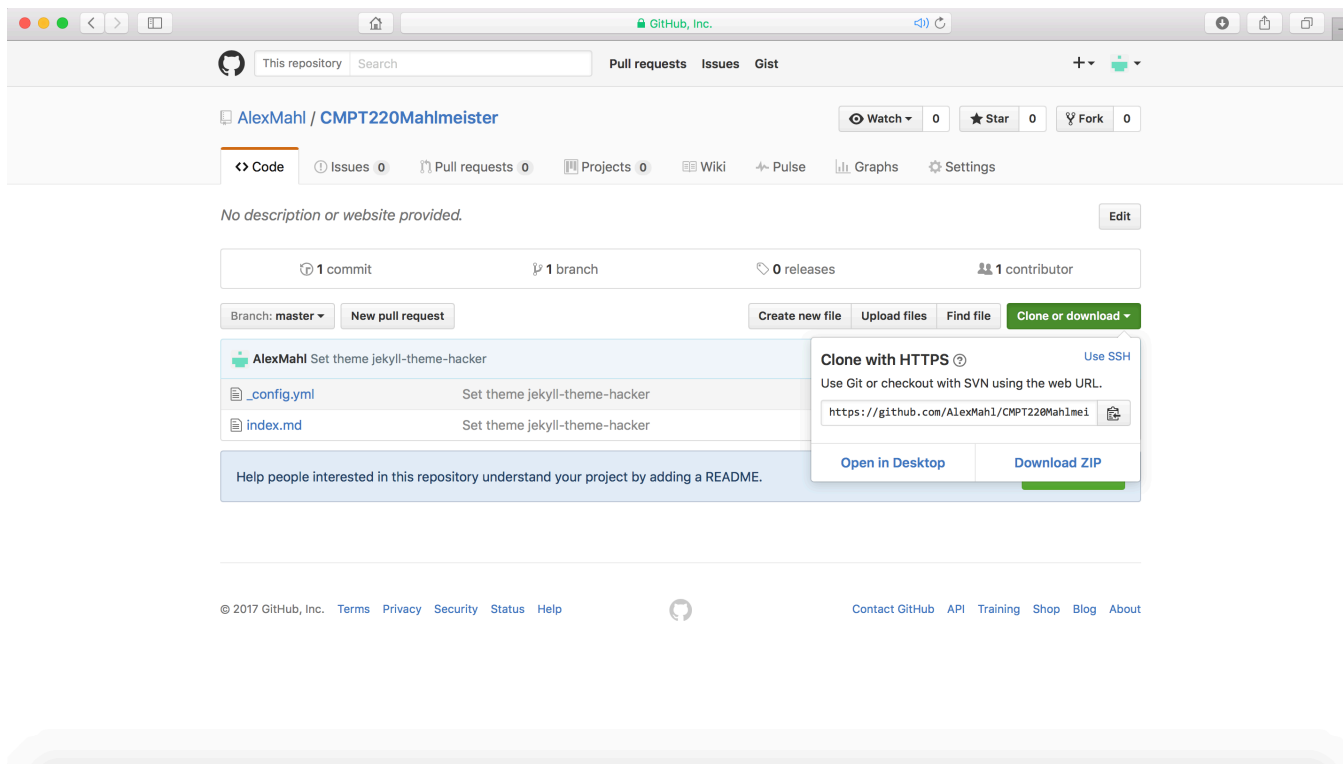 GitHub, Inc.
This repository Search Pull requests Issues Gist
AlexMahl / CMPT220Mahlmeister Watch 0 Star 0 Fork 0
<> Code Issues 0 Pull requests 0 Projects 0 Wiki Pulse Graphs Settings
No description or website provided. Edit
1 commit 1 branch 0 releases 1 contributor
Branch: master New pull request Create new file Upload files Find file Clone or download
AlexMahl Set theme jekyll-theme-hacker
Clone with HTTPS Use SSH
Use Git or checkout with SVN using the web URL.
_config.yml Set theme jekyll-theme-hacker
https://github.com/AlexMahl/CMPT220Mahlmei
index.md Set theme jekyll-theme-hacker
Open in Desktop Download ZIP
Help people interested in this repository understand your project by adding a README.
© 2017 GitHub, Inc. Terms Privacy Security Status Help Contact GitHub API Training Shop Blog About